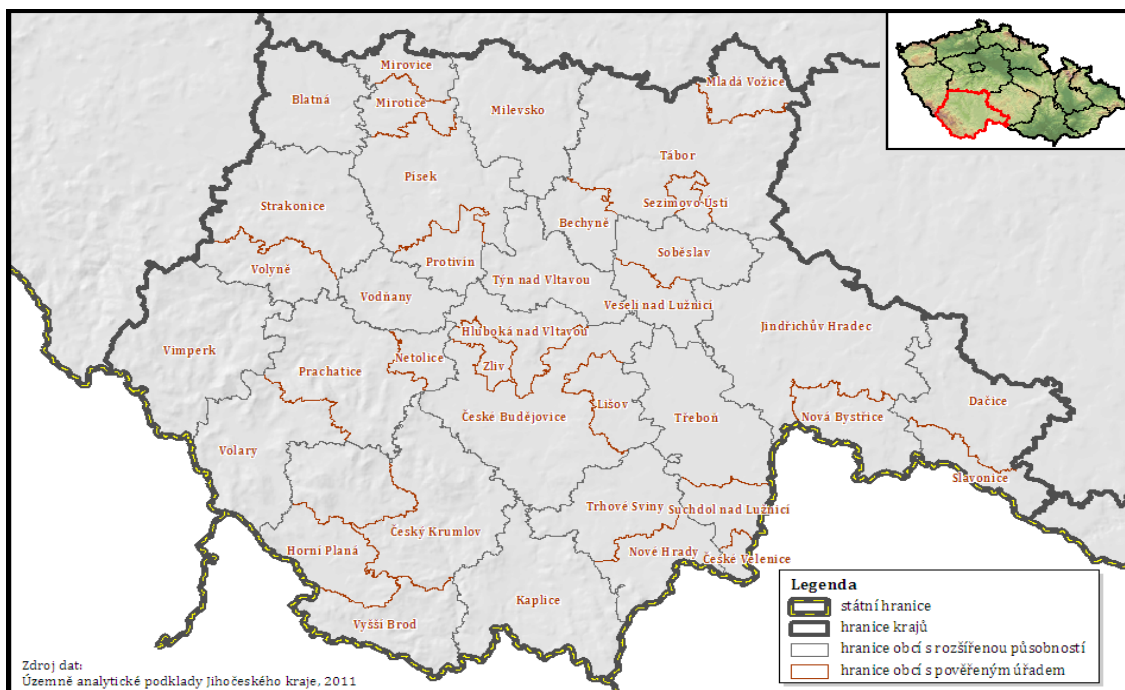 Mirovice
Mladá Vožice
Blatná
Mirotice
Milevsko
Tábor
Písek
Strakonice
Sezimovo Ústí
Bechyně
Soběslav
Protivín
Volyně
Týn nad Vltavou
Vodňany
Veselí nad Lužnicí
Jindřichův Hradec
Hluboká nad Vltavou
Vimperk
Netolice
Zliv
Prachatice
Dačice
Lišov
České Budějovice
Třeboň
Nová Bystřice
Volary
Slavonice
Trhové Sviny
Suchdol nad Lužnicí
Český Krumlov
Horní Planá
Nové Hrady
České Velenice
Kaplice
Vyšší Brod
Legenda
státní hranice
hranice krajů
hranice obcí s rozšířenou působností
hranice obcí s pověřeným úřadem
Zdroj dat:
Územně analytické podklady Jihočeského kraje, 2011